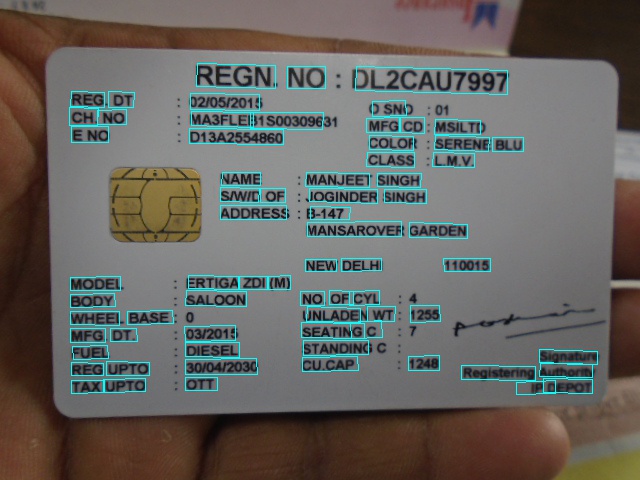 REGN. NO : DL2CAU7997
REG. DT : 02/05/2015
O SNO : 01
CH. NO : MA3FLEB1S00309631
MFG CD : MSILTD
E NO : D13A2554860
COLOR : SERENE BLU
CLASS : L.M.V.
NAME : MANJEET SINGH
S/W/D OF : JOGINDER SINGH
ADDRESS : B-147
MANSAROVER GARDEN
NEW DELHI 110015
MODEL : ERTIGA ZDI (M)
BODY : SALOON
NO. OF CYL : 4
WHEEL BASE : 0
UNLADEN WT : 1255
MFG DT. : 03/2015
SEATING C. : 7
FUEL : DIESEL
STANDING C :
REG UPTO : 30/04/2030
CU.CAP : 1248
TAX UPTO : OTT
Signature
Registering Authority
IP DEPOT